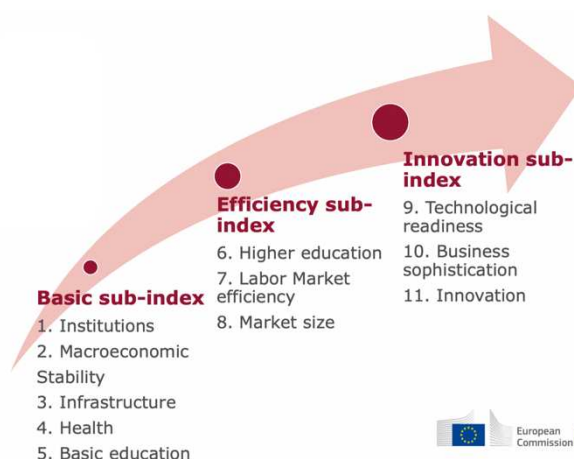 Basic sub-index
1. Institutions
2. Macroeconomic
Stability
3. Infrastructure
4. Health
5. Basic education
Efficiency sub-
index
6. Higher education
7. Labor Market
efficiency
8. Market size
Innovation sub-
index
9. Technological
readiness
10. Business
sophistication
11. Innovation
European
Commission